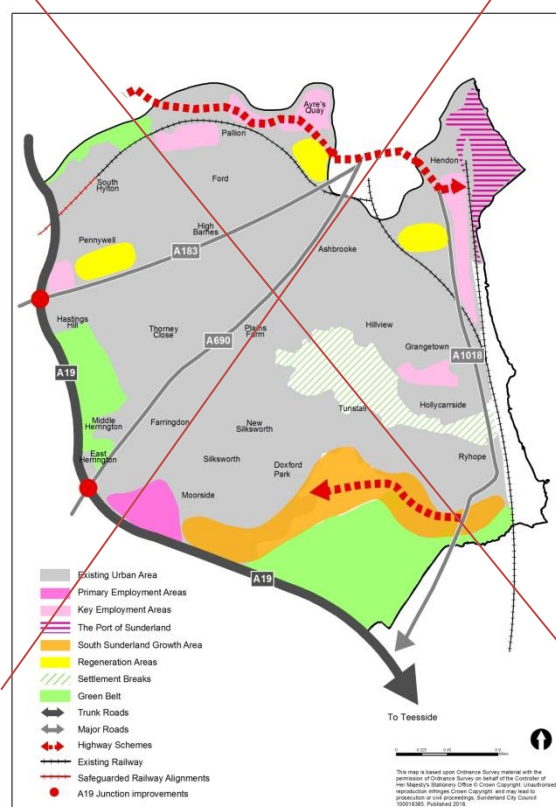 Ayre's
Quay
Pallion
Hendon
South
Hylton
Ford
High
Barnes
Pennywell
A183
Ashbrooke
Hastings
Hill
Thorney
Close
A690
Plains
Farm
Hillview
Grangetown
A1018
A19
Middle
Herrington
Farringdon
New
Silksworth
Tunstall
Hollycarrside
East
Herrington
Silksworth
Doxford
Park
Ryhope
Moorside
A19
Existing Urban Area
Primary Employment Areas
Key Employment Areas
The Port of Sunderland
South Sunderland Growth Area
Regeneration Areas
Settlement Breaks
Green Belt
Trunk Roads
Major Roads
Highway Schemes
Existing Railway
Safeguarded Railway Alignments
A19 Junction improvements
To Teesside
This map is based upon Ordnance Survey material with the
permission of Ordnance Survey on behalf of the Controller of
Her Majesty's Stationery Office © Crown Copyright. Unauthorised
reproduction infringes Crown Copyright and may lead to
prosecution or civil proceedings. Sunderland City Council
100018385. Published 2018.